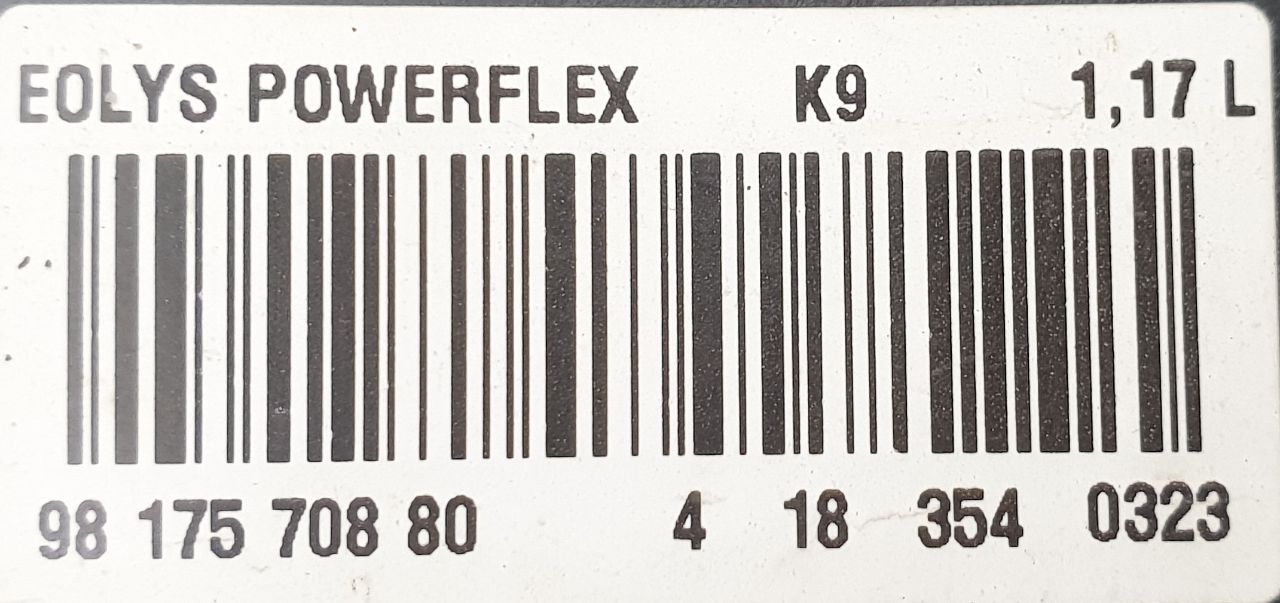 EOLYS POWERFLEX K9 1,17 L
98 175 708 80 4 18 354 0323